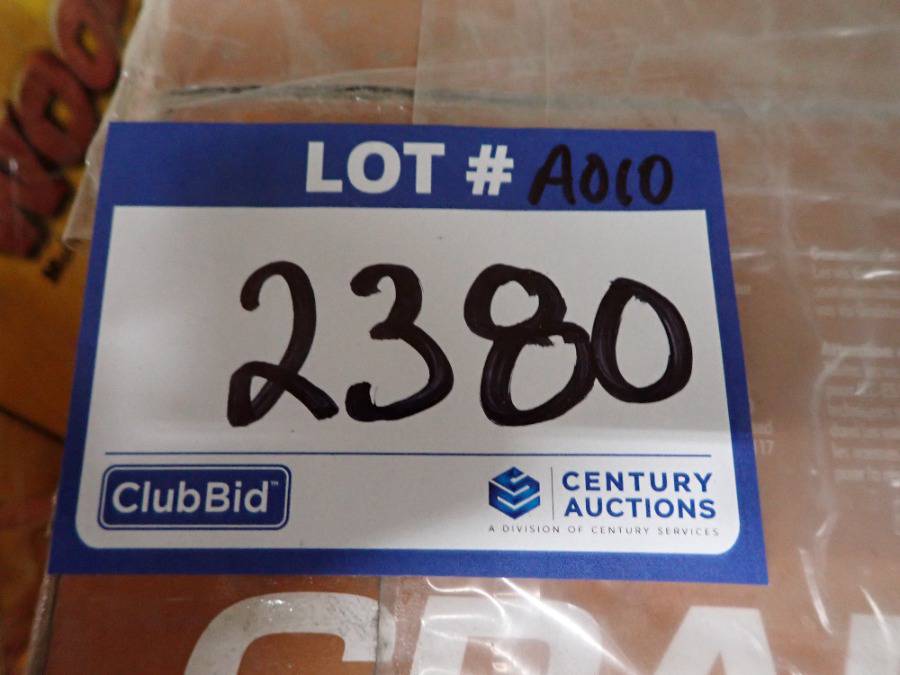 LOT # A010
2380
ClubBid™
CENTURY
AUCTIONS
A DIVISION OF CENTURY SERVICES